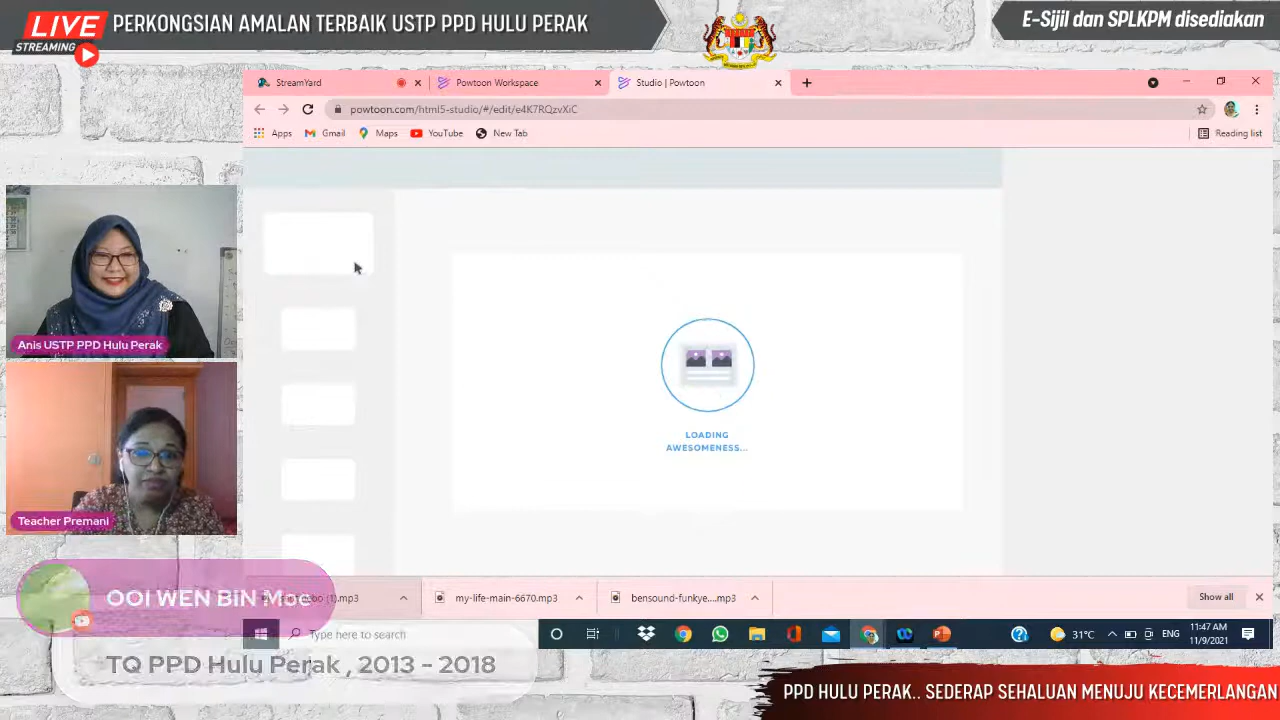 LIVE
STREAMING
PERKONGSIAN AMALAN TERBAIK USTP PPD HULU PERAK
E-Sijil dan SPLKPM disediakan
StreamYard
Powtoon Workspace
Studio | Powtoon
powtoon.com/html5-studio/#/edit/e4K7RQzvXiC
Apps
Gmail
Maps
YouTube
New Tab
Reading list
Anis USTP PPD Hulu Perak
Teacher Premani
LOADING
AWESOMENESS...
OOI WEN BIN Moe
(1).mp3
my-life-main-6670.mp3
bensound-funkye....mp3
Show all
Type here to search
31°C
ENG
11:47 AM
11/9/2021
TQ PPD Hulu Perak , 2013 - 2018
PPD HULU PERAK.. SEDERAP SEHALUAN MENUJU KECEMERLANGAN